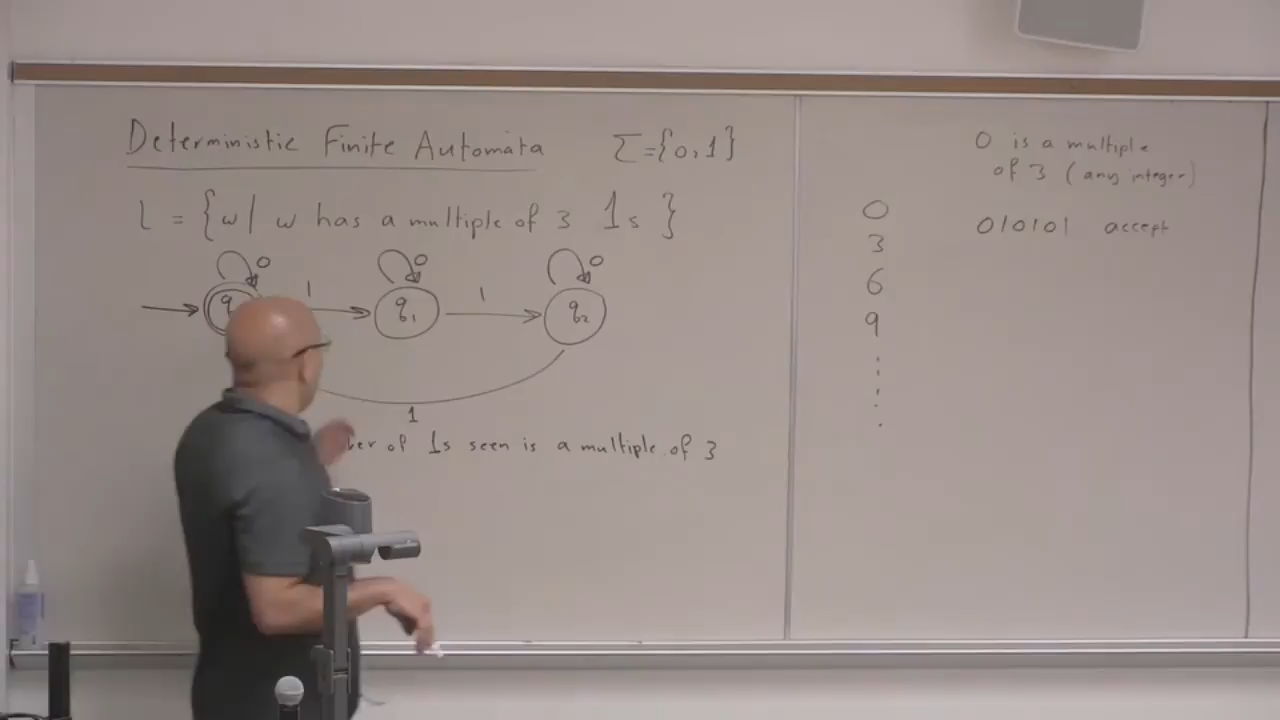 Deterministic Finite Automata Σ={0,1}
L = {w| w has a multiple of 3 1s }
0 0 0
1 1
q q₁ q₂
1
of 1s seen is a multiple of 3
0 is a multiple
of 3 (any integer)
010101 accept
0
3
6
9